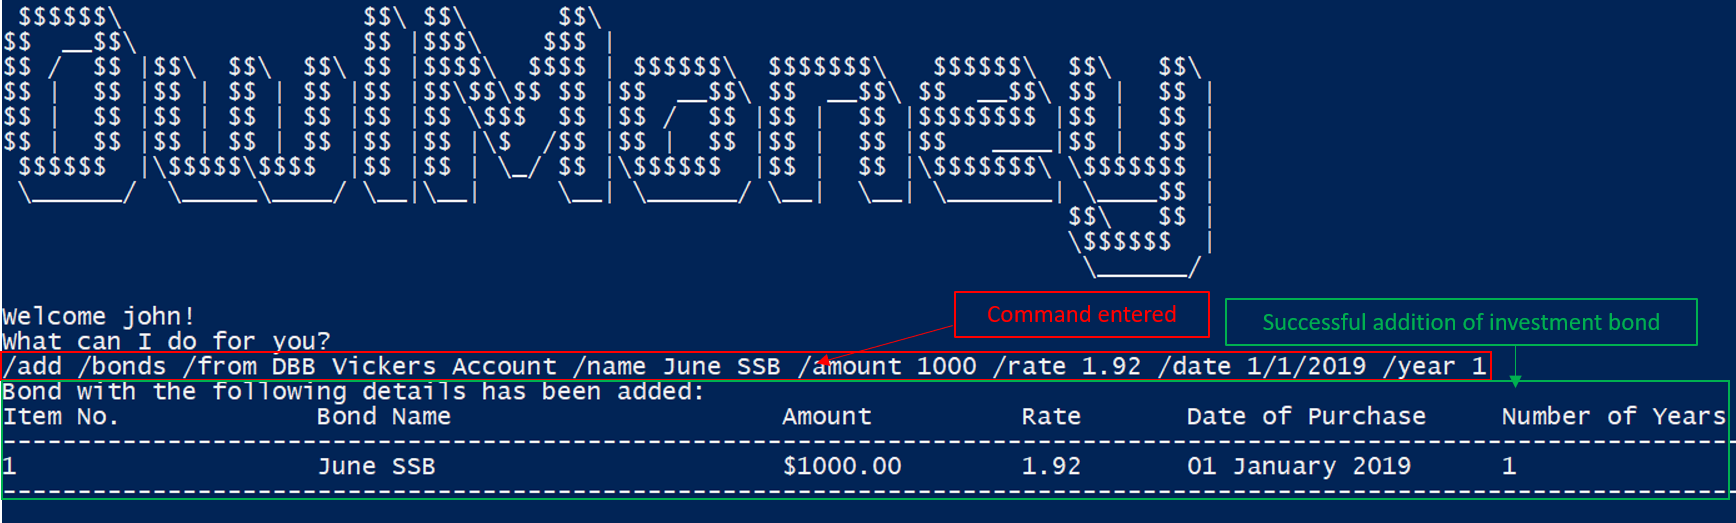 $$$$$$\                 $$\ $$\       $$\
$$  __$$\                $$ |$$$\     $$$ |
$$ /  $$ |$$\  $$\  $$\ $$ |$$$$\   $$$$ | $$$$$$\  $$$$$$$\    $$$$$$\  $$\   $$\
$$ |  $$ |$$ | $$ | $$ |$$ |$$\$$\$$ $$ |$$  __$$\ $$  __$$\ $$  __$$\ $$ |  $$ |
$$ |  $$ |$$ | $$ | $$ |$$ |$$ \$$$  $$ |$$ /  $$ |$$ |  $$ |$$$$$$$$ |$$ |  $$ |
$$ |  $$ |$$ | $$ | $$ |$$ |$$ |\$  /$$ |$$ |  $$ |$$ |  $$ |$$   ____|$$ |  $$ |
 $$$$$$  |\$$$$$\$$$$  |$$ |$$ | \_/ $$ |\$$$$$$  |$$ |  $$ |\$$$$$$$\ \$$$$$$$ |
 \______/  \_____\____/ \__|\__|     \__| \______/ \__|  \__| \_______| \____$$ |
$$\   $$ |
\$$$$$$  |
\______/
Welcome john!
What can I do for you?
Command entered
Successful addition of investment bond
/add /bonds /from DBB Vickers Account /name June SSB /amount 1000 /rate 1.92 /date 1/1/2019 /year 1
Bond with the following details has been added:
Item No. Bond Name Amount Rate Date of Purchase Number of Years
1 June SSB $1000.00 1.92 01 January 2019 1